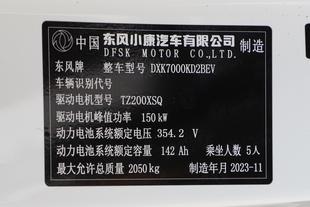 中国 东风小康汽车有限公司 制造
DFSK MOTOR CO., LTD.
东风牌 整车型号 DXK7000KD2BEV
车辆识别代号
驱动电机型号 TZ200XSQ
驱动电机峰值功率 150 kW
动力电池系统额定电压 354.2 V
动力电池系统额定容量 142 Ah 乘坐人数 5人
最大允许总质量 2050 kg 制造年月 2023-11